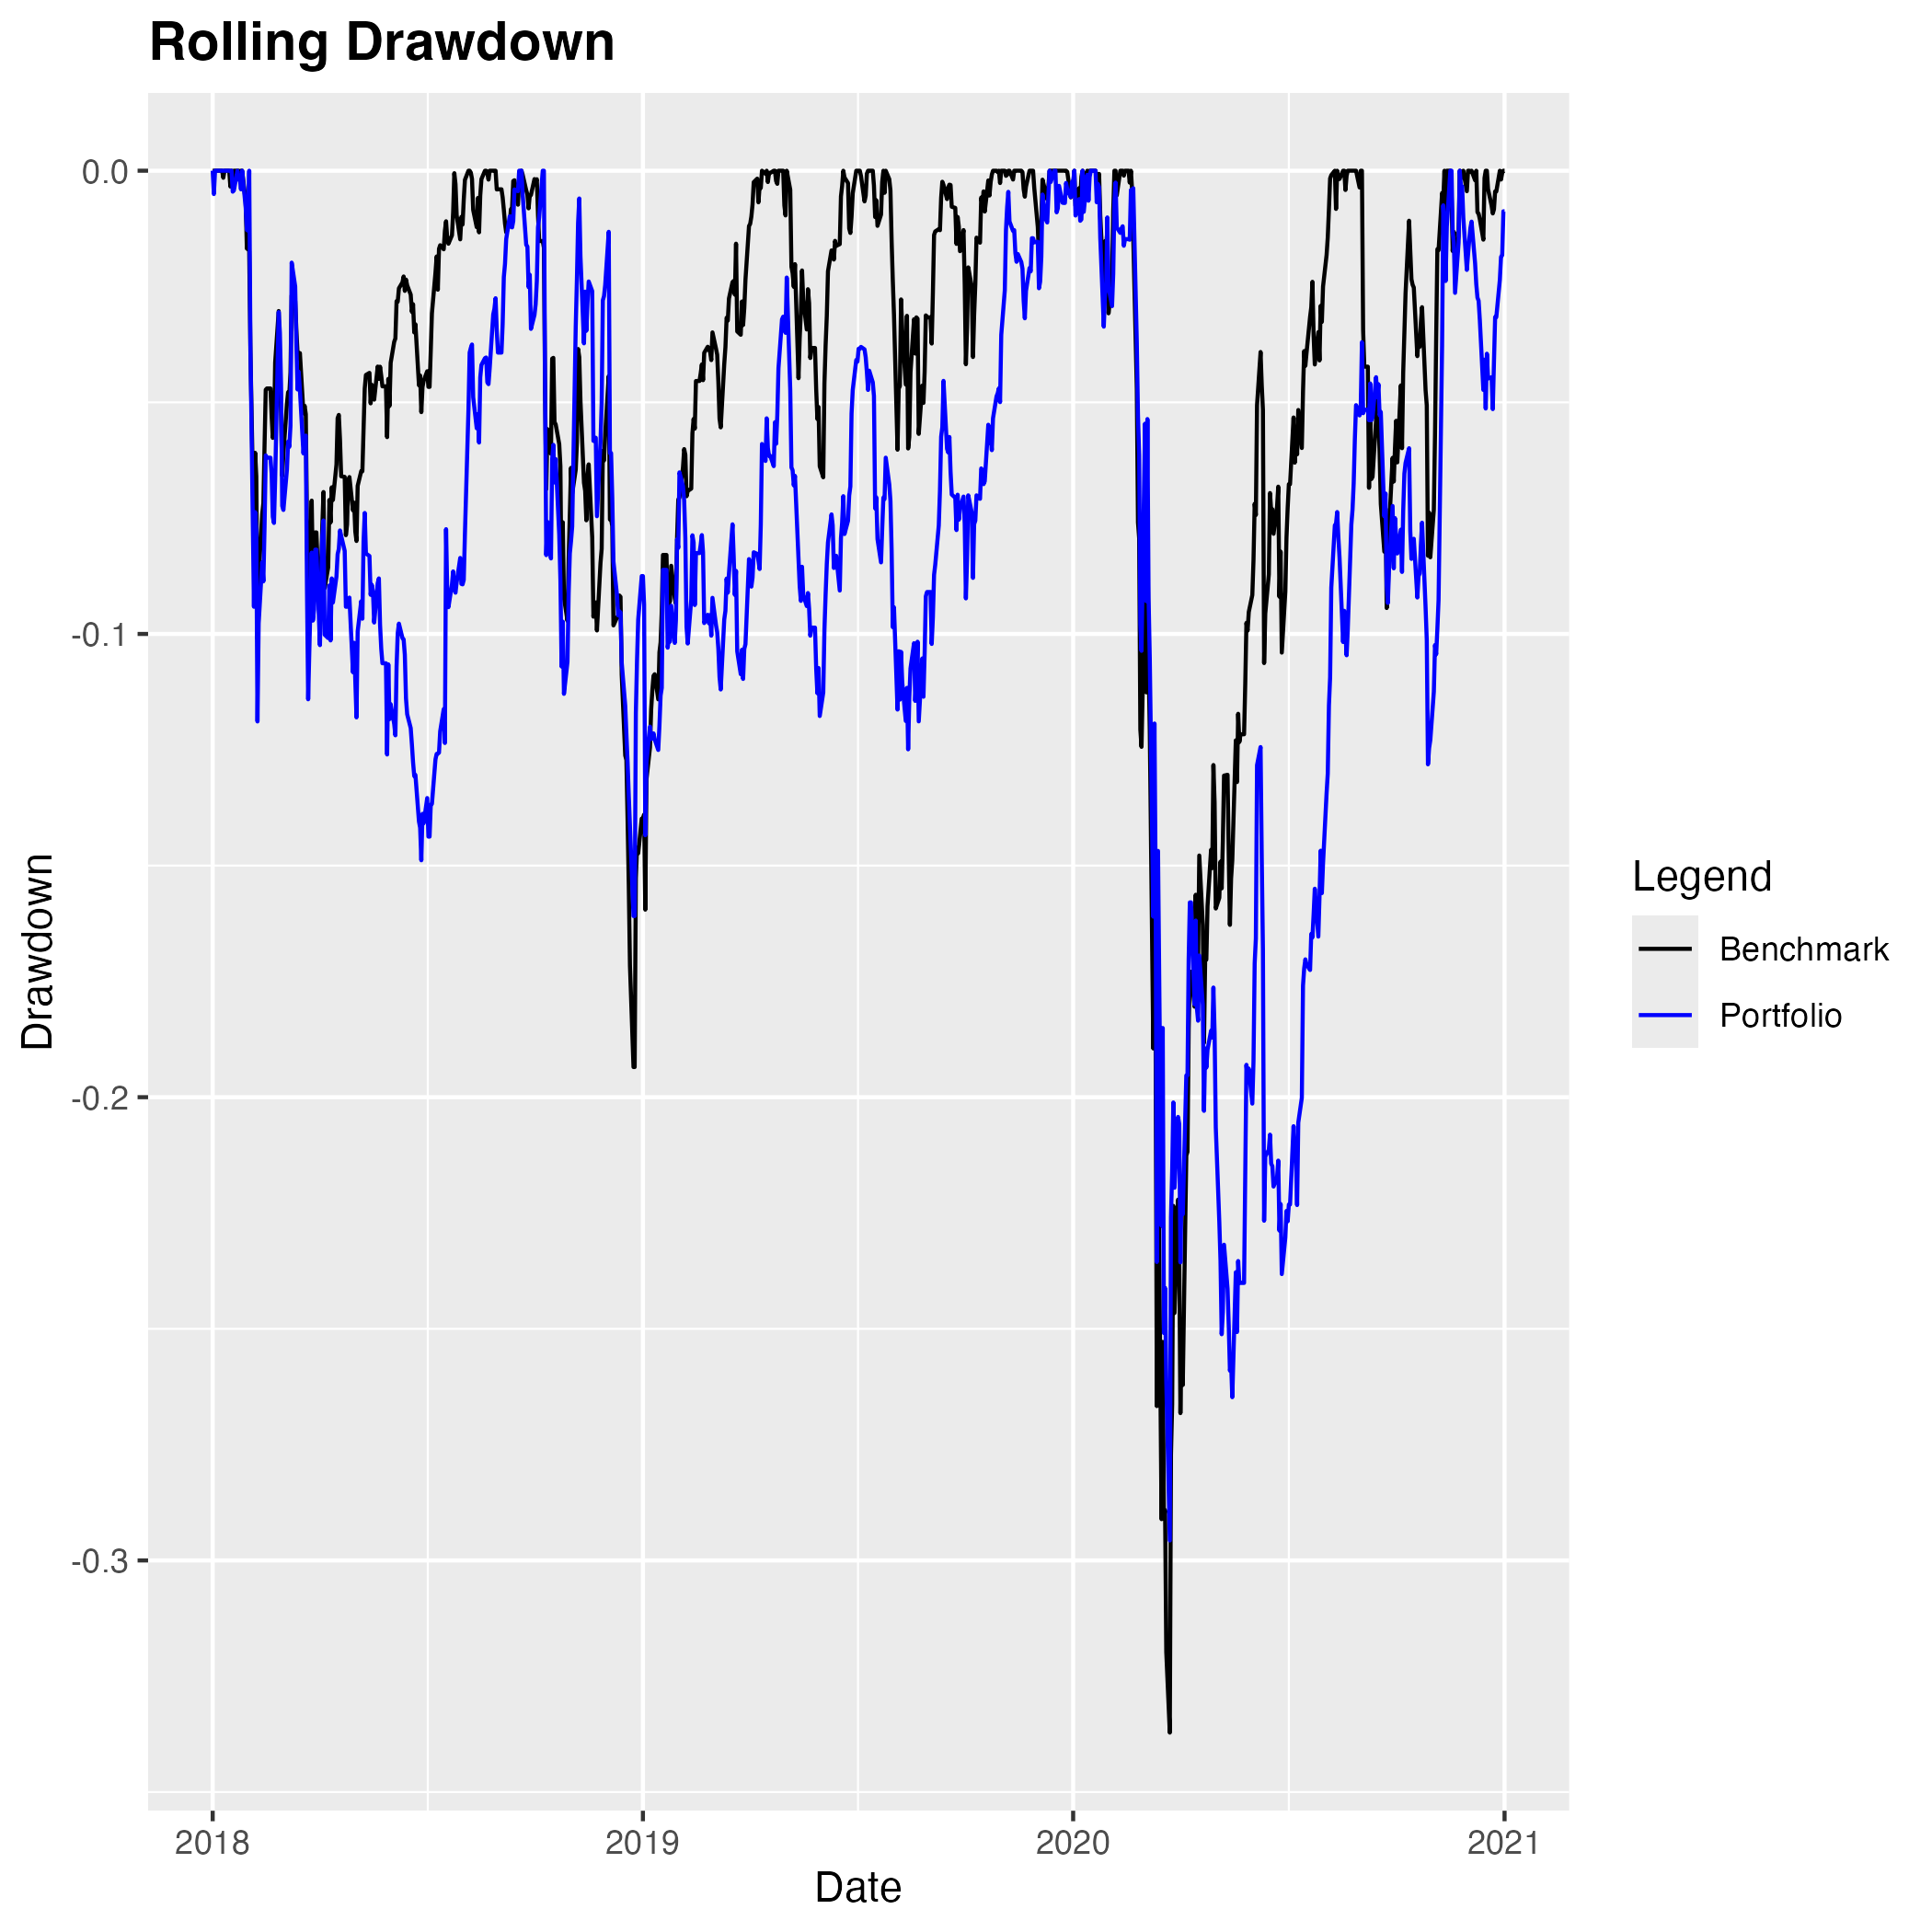 Rolling Drawdown
Drawdown
0.0
-0.1
-0.2
-0.3
2018
2019
2020
2021
Date
Legend
Benchmark
Portfolio